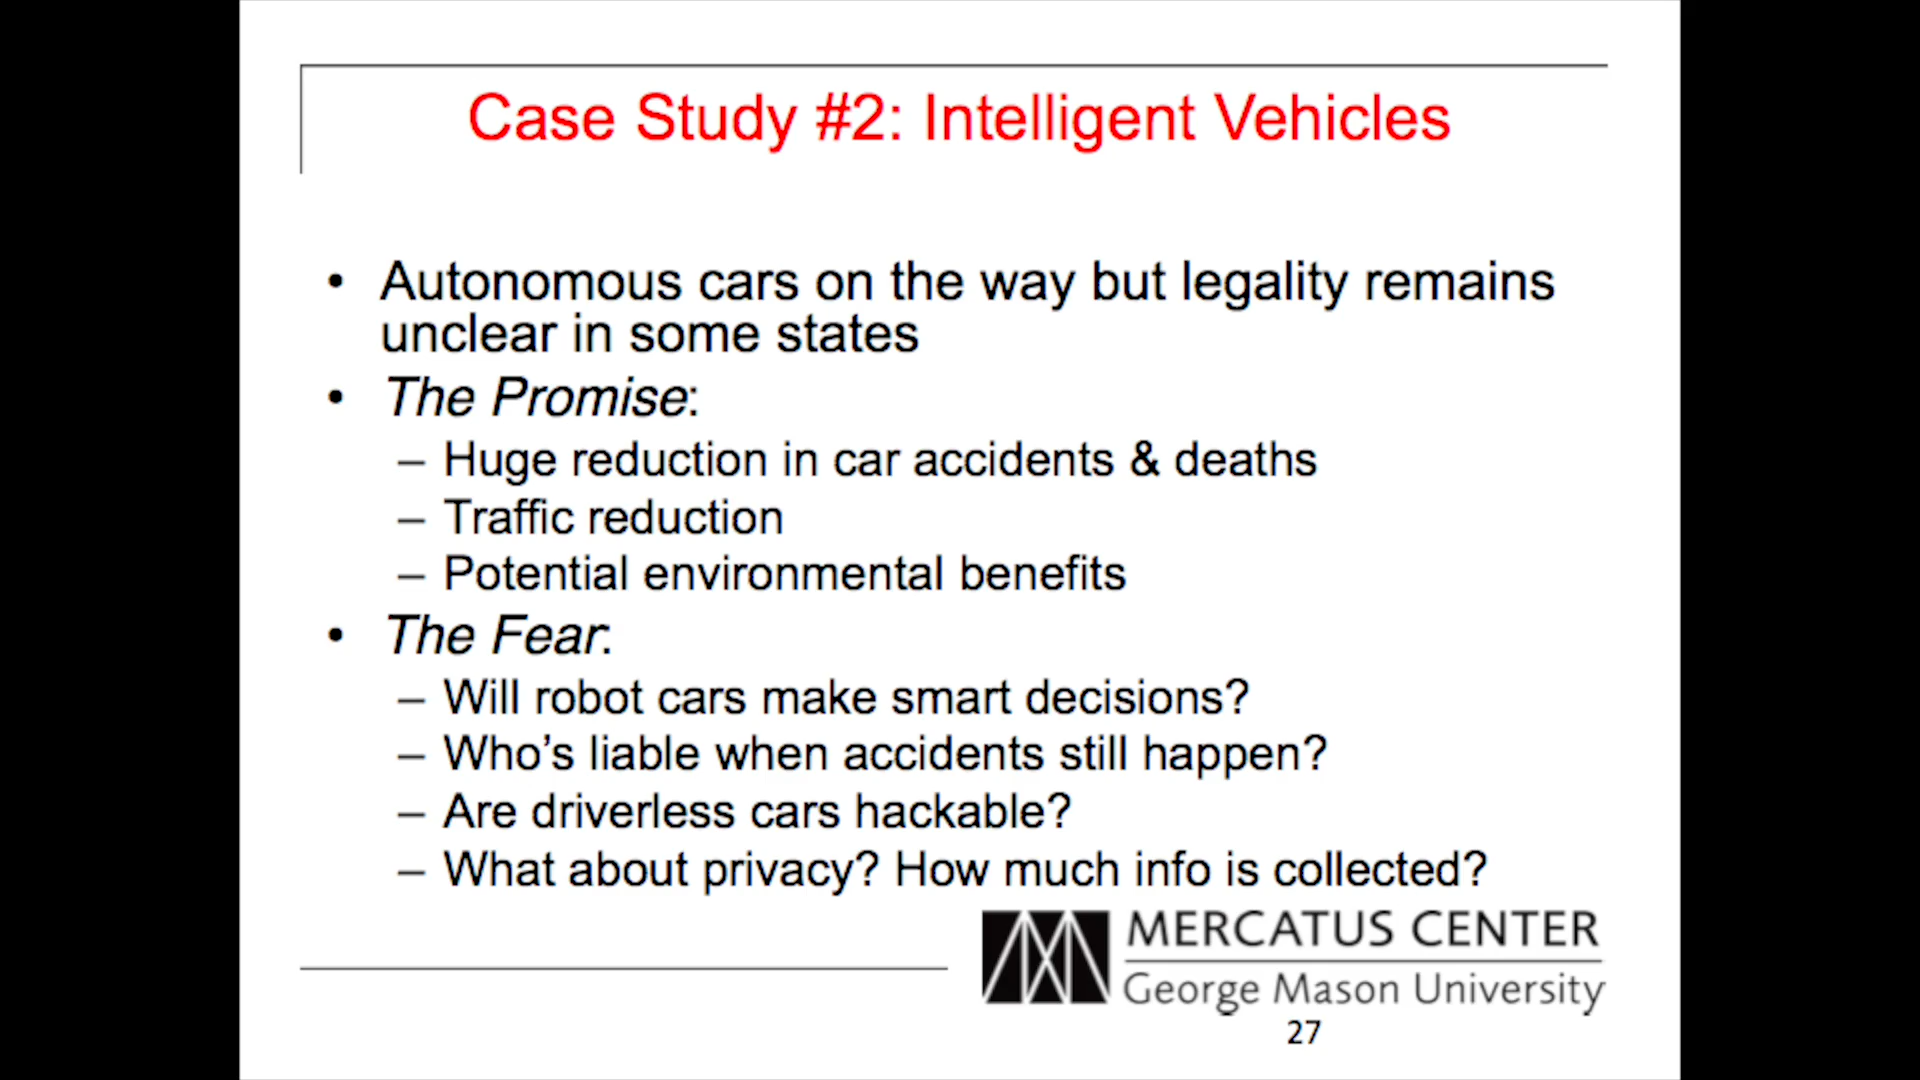 Case Study #2: Intelligent Vehicles
• Autonomous cars on the way but legality remains
unclear in some states
• The Promise:
– Huge reduction in car accidents & deaths
– Traffic reduction
– Potential environmental benefits
• The Fear:
– Will robot cars make smart decisions?
– Who’s liable when accidents still happen?
– Are driverless cars hackable?
– What about privacy? How much info is collected?
MERCATUS CENTER
George Mason University
27